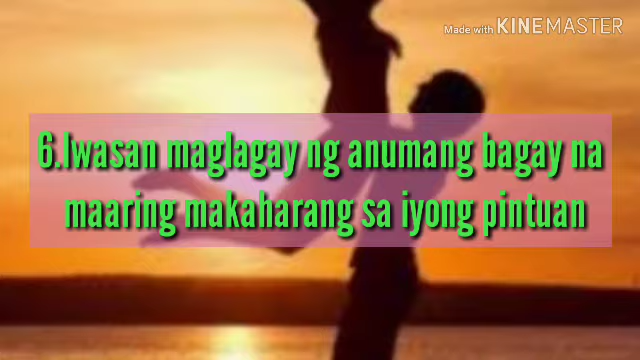 Made with KINEMASTER
6.Iwasan maglagay ng anumang bagay na
maaring makaharang sa iyong pintuan